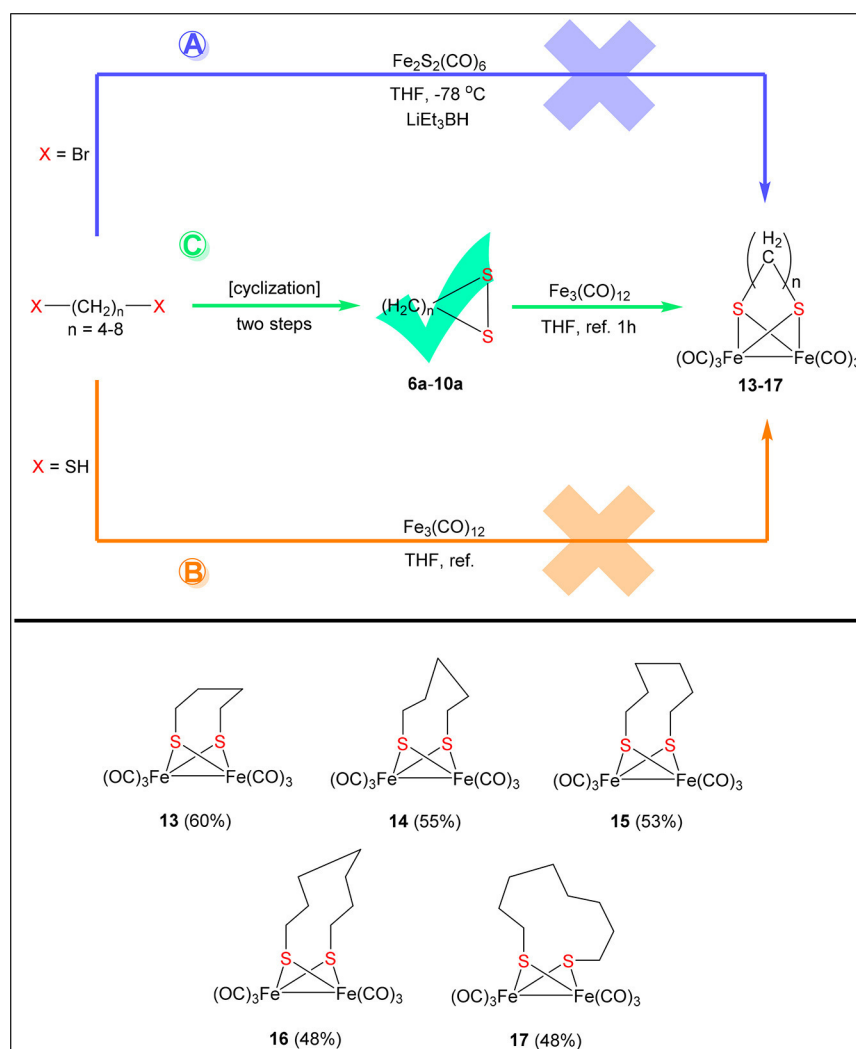 A
Fe2S2(CO)6
THF, -78 °C
LiEt3BH
X = Br
C
[cyclization]
two steps
X—(CH2)n—X
n = 4-8
(H2C)n
S
S
6a-10a
Fe3(CO)12
THF, ref. 1h
H2
C
n
S S
(OC)3Fe Fe(CO)3
13-17
X = SH
Fe3(CO)12
THF, ref.
B
S S
(OC)3Fe Fe(CO)3
13 (60%)
S S
(OC)3Fe Fe(CO)3
14 (55%)
S S
(OC)3Fe Fe(CO)3
15 (53%)
S S
(OC)3Fe Fe(CO)3
16 (48%)
S S
(OC)3Fe Fe(CO)3
17 (48%)